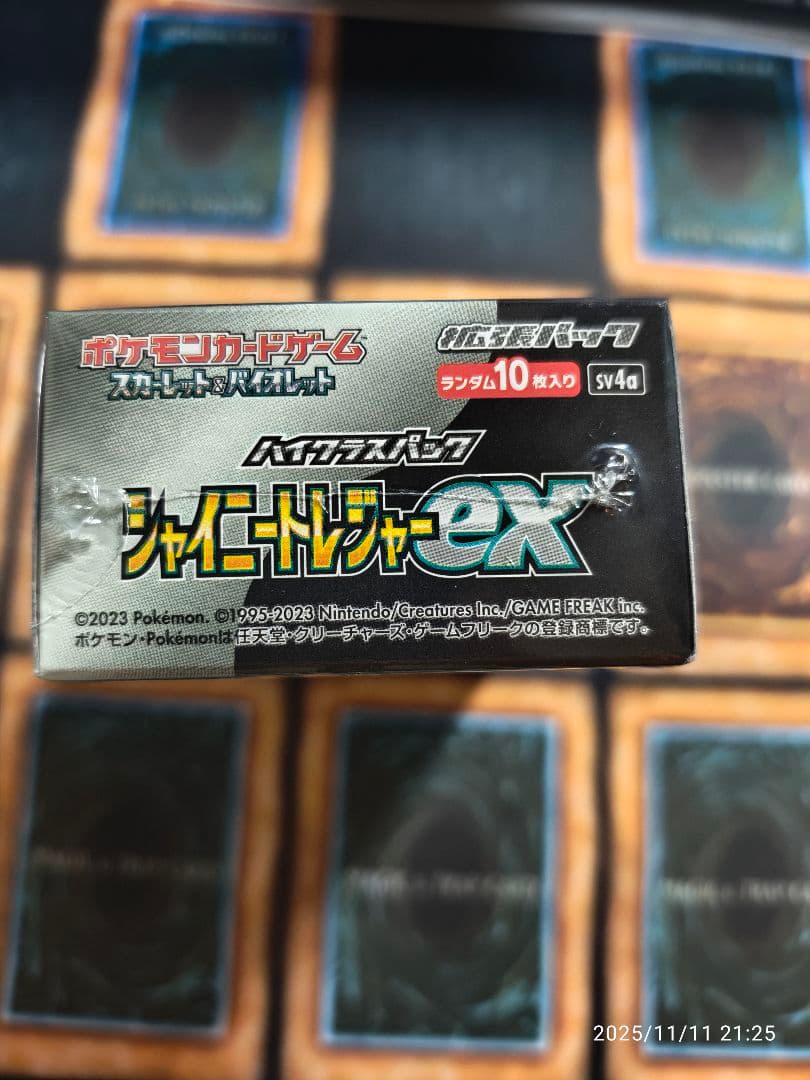 ポケモンカードゲーム
スカーレット&バイオレット
拡張パック
ランダム10枚入り
sv4a
ハイクラスパック
シャイニートレジャーex
©2023 Pokémon. ©1995-2023 Nintendo/Creatures Inc./GAME FREAK inc.
ポケモン・Pokémonは任天堂・クリーチャーズ・ゲームフリークの登録商標です。
2025/11/11 21:25